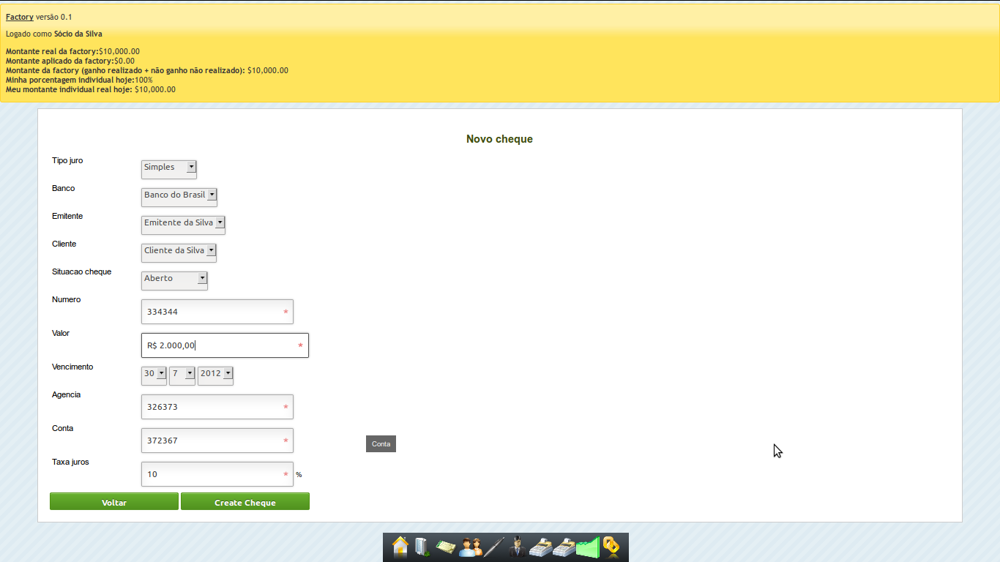 Factory versão 0.1
Logado como Sócio da Silva
Montante real da factory:$10,000.00
Montante aplicado da factory:$0.00
Montante da factory (ganho realizado + não ganho não realizado): $10,000.00
Minha porcentagem individual hoje:100%
Meu montante individual real hoje: $10,000.00
Novo cheque
Tipo juro Simples
Banco Banco do Brasil
Emitente Emitente da Silva
Cliente Cliente da Silva
Situacao cheque Aberto
Numero 334344 *
Valor R$ 2.000,00 *
Vencimento 30 7 2012
Agencia 326373 *
Conta 372367 * Conta
Taxa juros 10 * %
Voltar Create Cheque